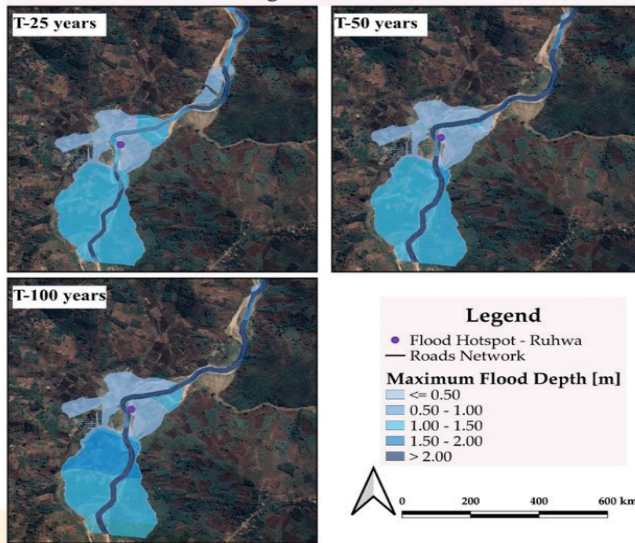 T-25 years
T-50 years
T-100 years
Legend
Flood Hotspot - Ruhwa
Roads Network
Maximum Flood Depth [m]
<= 0.50
0.50 - 1.00
1.00 - 1.50
1.50 - 2.00
> 2.00
0 200 400 600 km